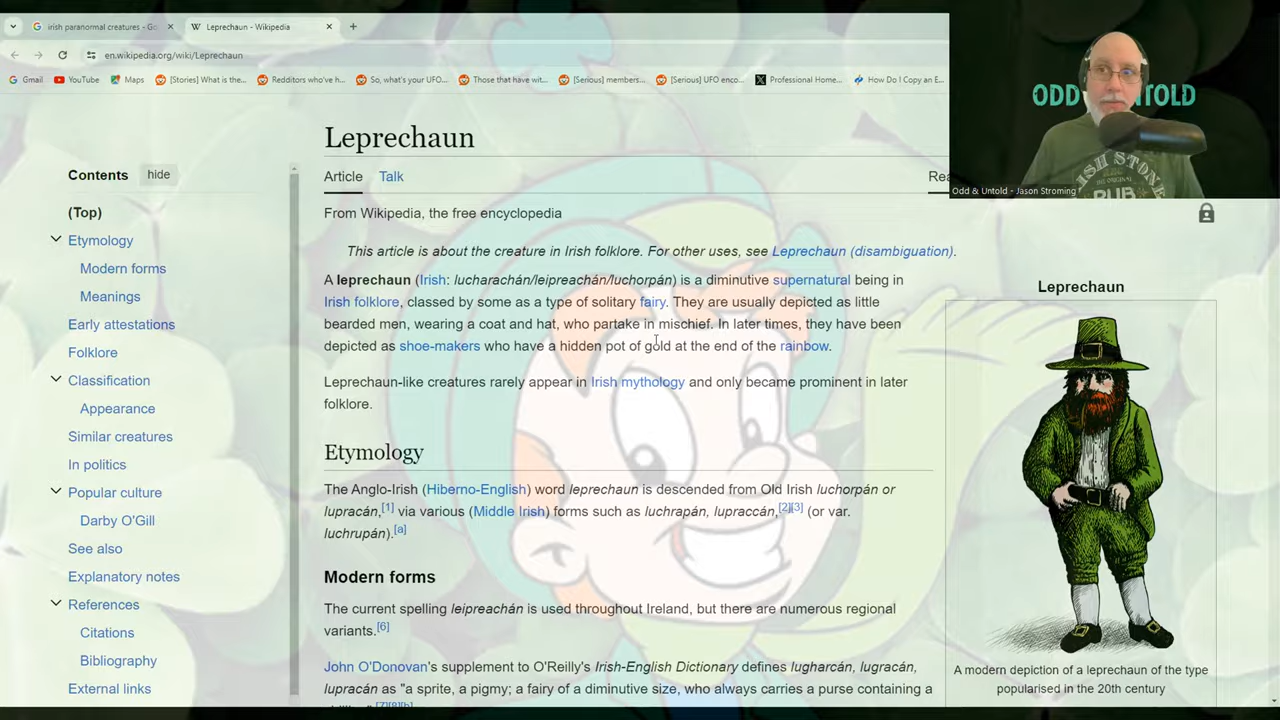 irish paranormal creatures - Go
Leprechaun - Wikipedia
en.wikipedia.org/wiki/Leprechaun
Gmail
YouTube
Maps
[Stories] What is the...
Redditors who've h...
So, what's your UFO...
Those that have wit...
[Serious] members...
[Serious] UFO enco...
Professional Home...
How Do I Copy an E...
ODD
TOLD
Odd & Untold - Jason Stroming
Leprechaun
Article
Talk
Rea
From Wikipedia, the free encyclopedia
This article is about the creature in Irish folklore. For other uses, see Leprechaun (disambiguation).
A leprechaun (Irish: lucharachán/leipreachán/luchorpán) is a diminutive supernatural being in
Irish folklore, classed by some as a type of solitary fairy. They are usually depicted as little
bearded men, wearing a coat and hat, who partake in mischief. In later times, they have been
depicted as shoe-makers who have a hidden pot of gold at the end of the rainbow.
Leprechaun-like creatures rarely appear in Irish mythology and only became prominent in later
folklore.
Etymology
The Anglo-Irish (Hiberno-English) word leprechaun is descended from Old Irish luchorpán or
lupracán,[1] via various (Middle Irish) forms such as luchrapán, lupraccán,[2][3] (or var.
luchrupán).[a]
Modern forms
The current spelling leipreachán is used throughout Ireland, but there are numerous regional
variants.[6]
John O'Donovan's supplement to O'Reilly's Irish-English Dictionary defines lugharcán, lugracán,
lupracán as "a sprite, a pigmy; a fairy of a diminutive size, who always carries a purse containing a
Contents
hide
(Top)
Etymology
Modern forms
Meanings
Early attestations
Folklore
Classification
Appearance
Similar creatures
In politics
Popular culture
Darby O'Gill
See also
Explanatory notes
References
Citations
Bibliography
External links
Leprechaun
A modern depiction of a leprechaun of the type
popularised in the 20th century